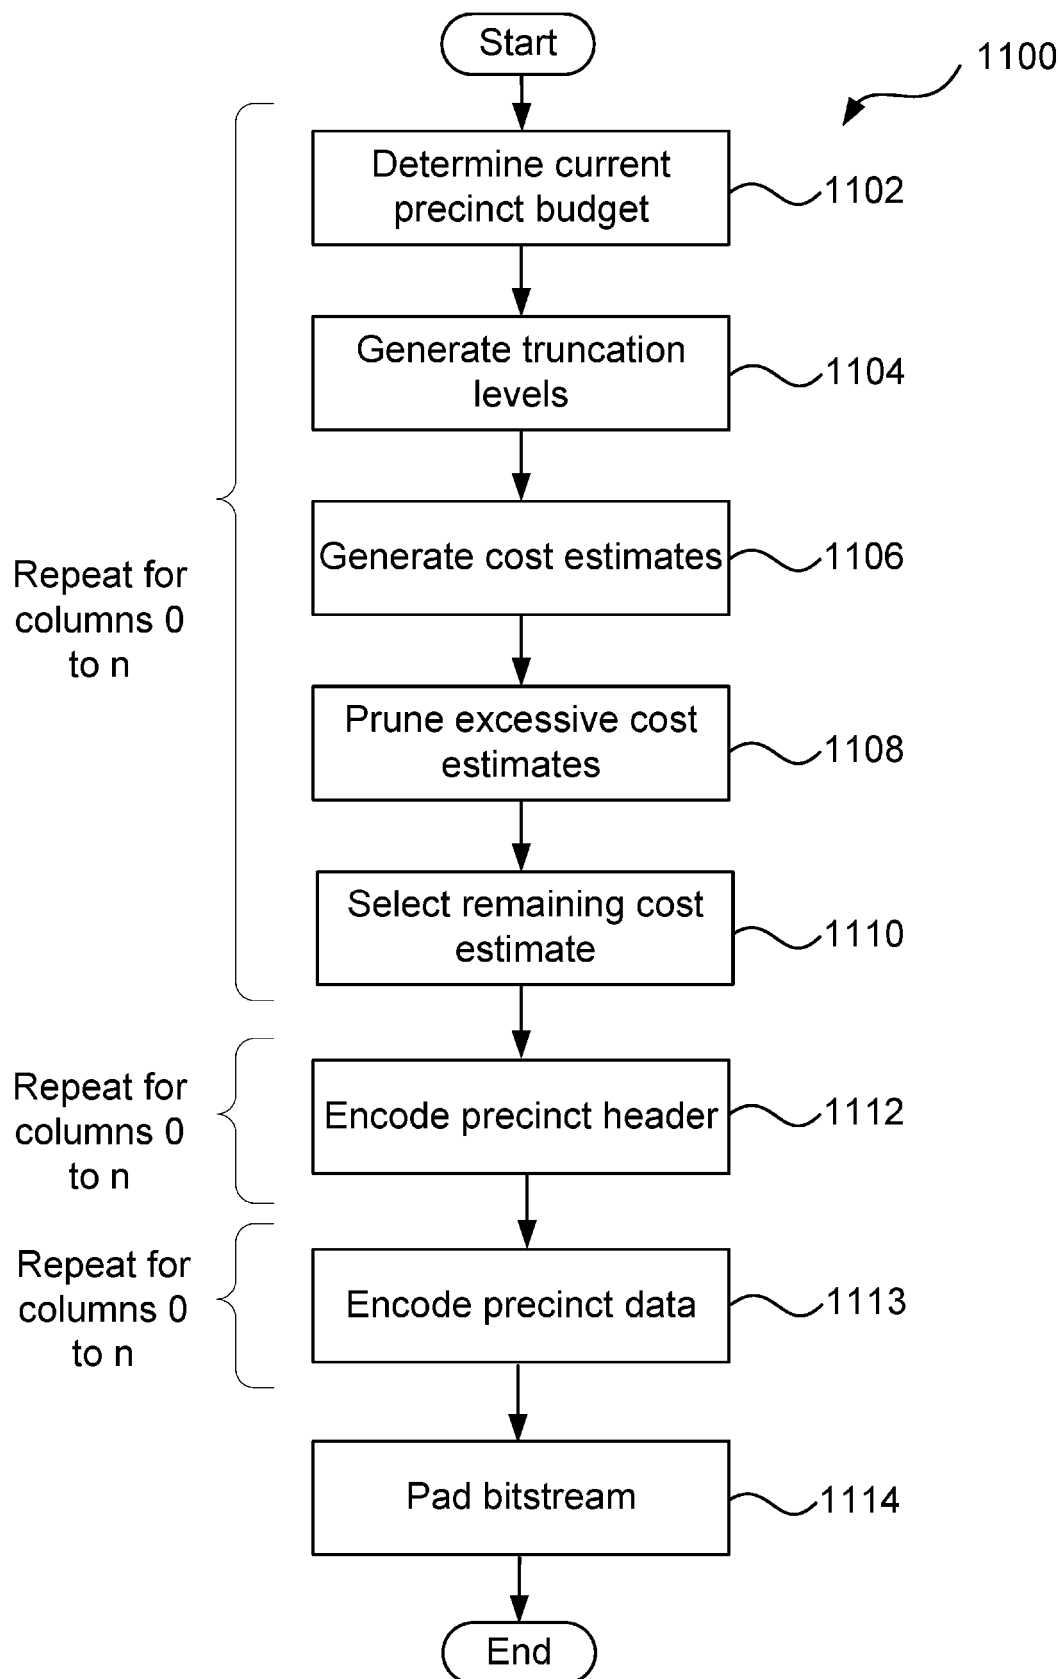 Start
1100
Determine current
precinct budget
1102
Generate truncation
levels
1104
Generate cost estimates
1106
Repeat for
columns 0
to n
Prune excessive cost
estimates
1108
Select remaining cost
estimate
1110
Repeat for
columns 0
to n
Encode precinct header
1112
Repeat for
columns 0
to n
Encode precinct data
1113
Pad bitstream
1114
End